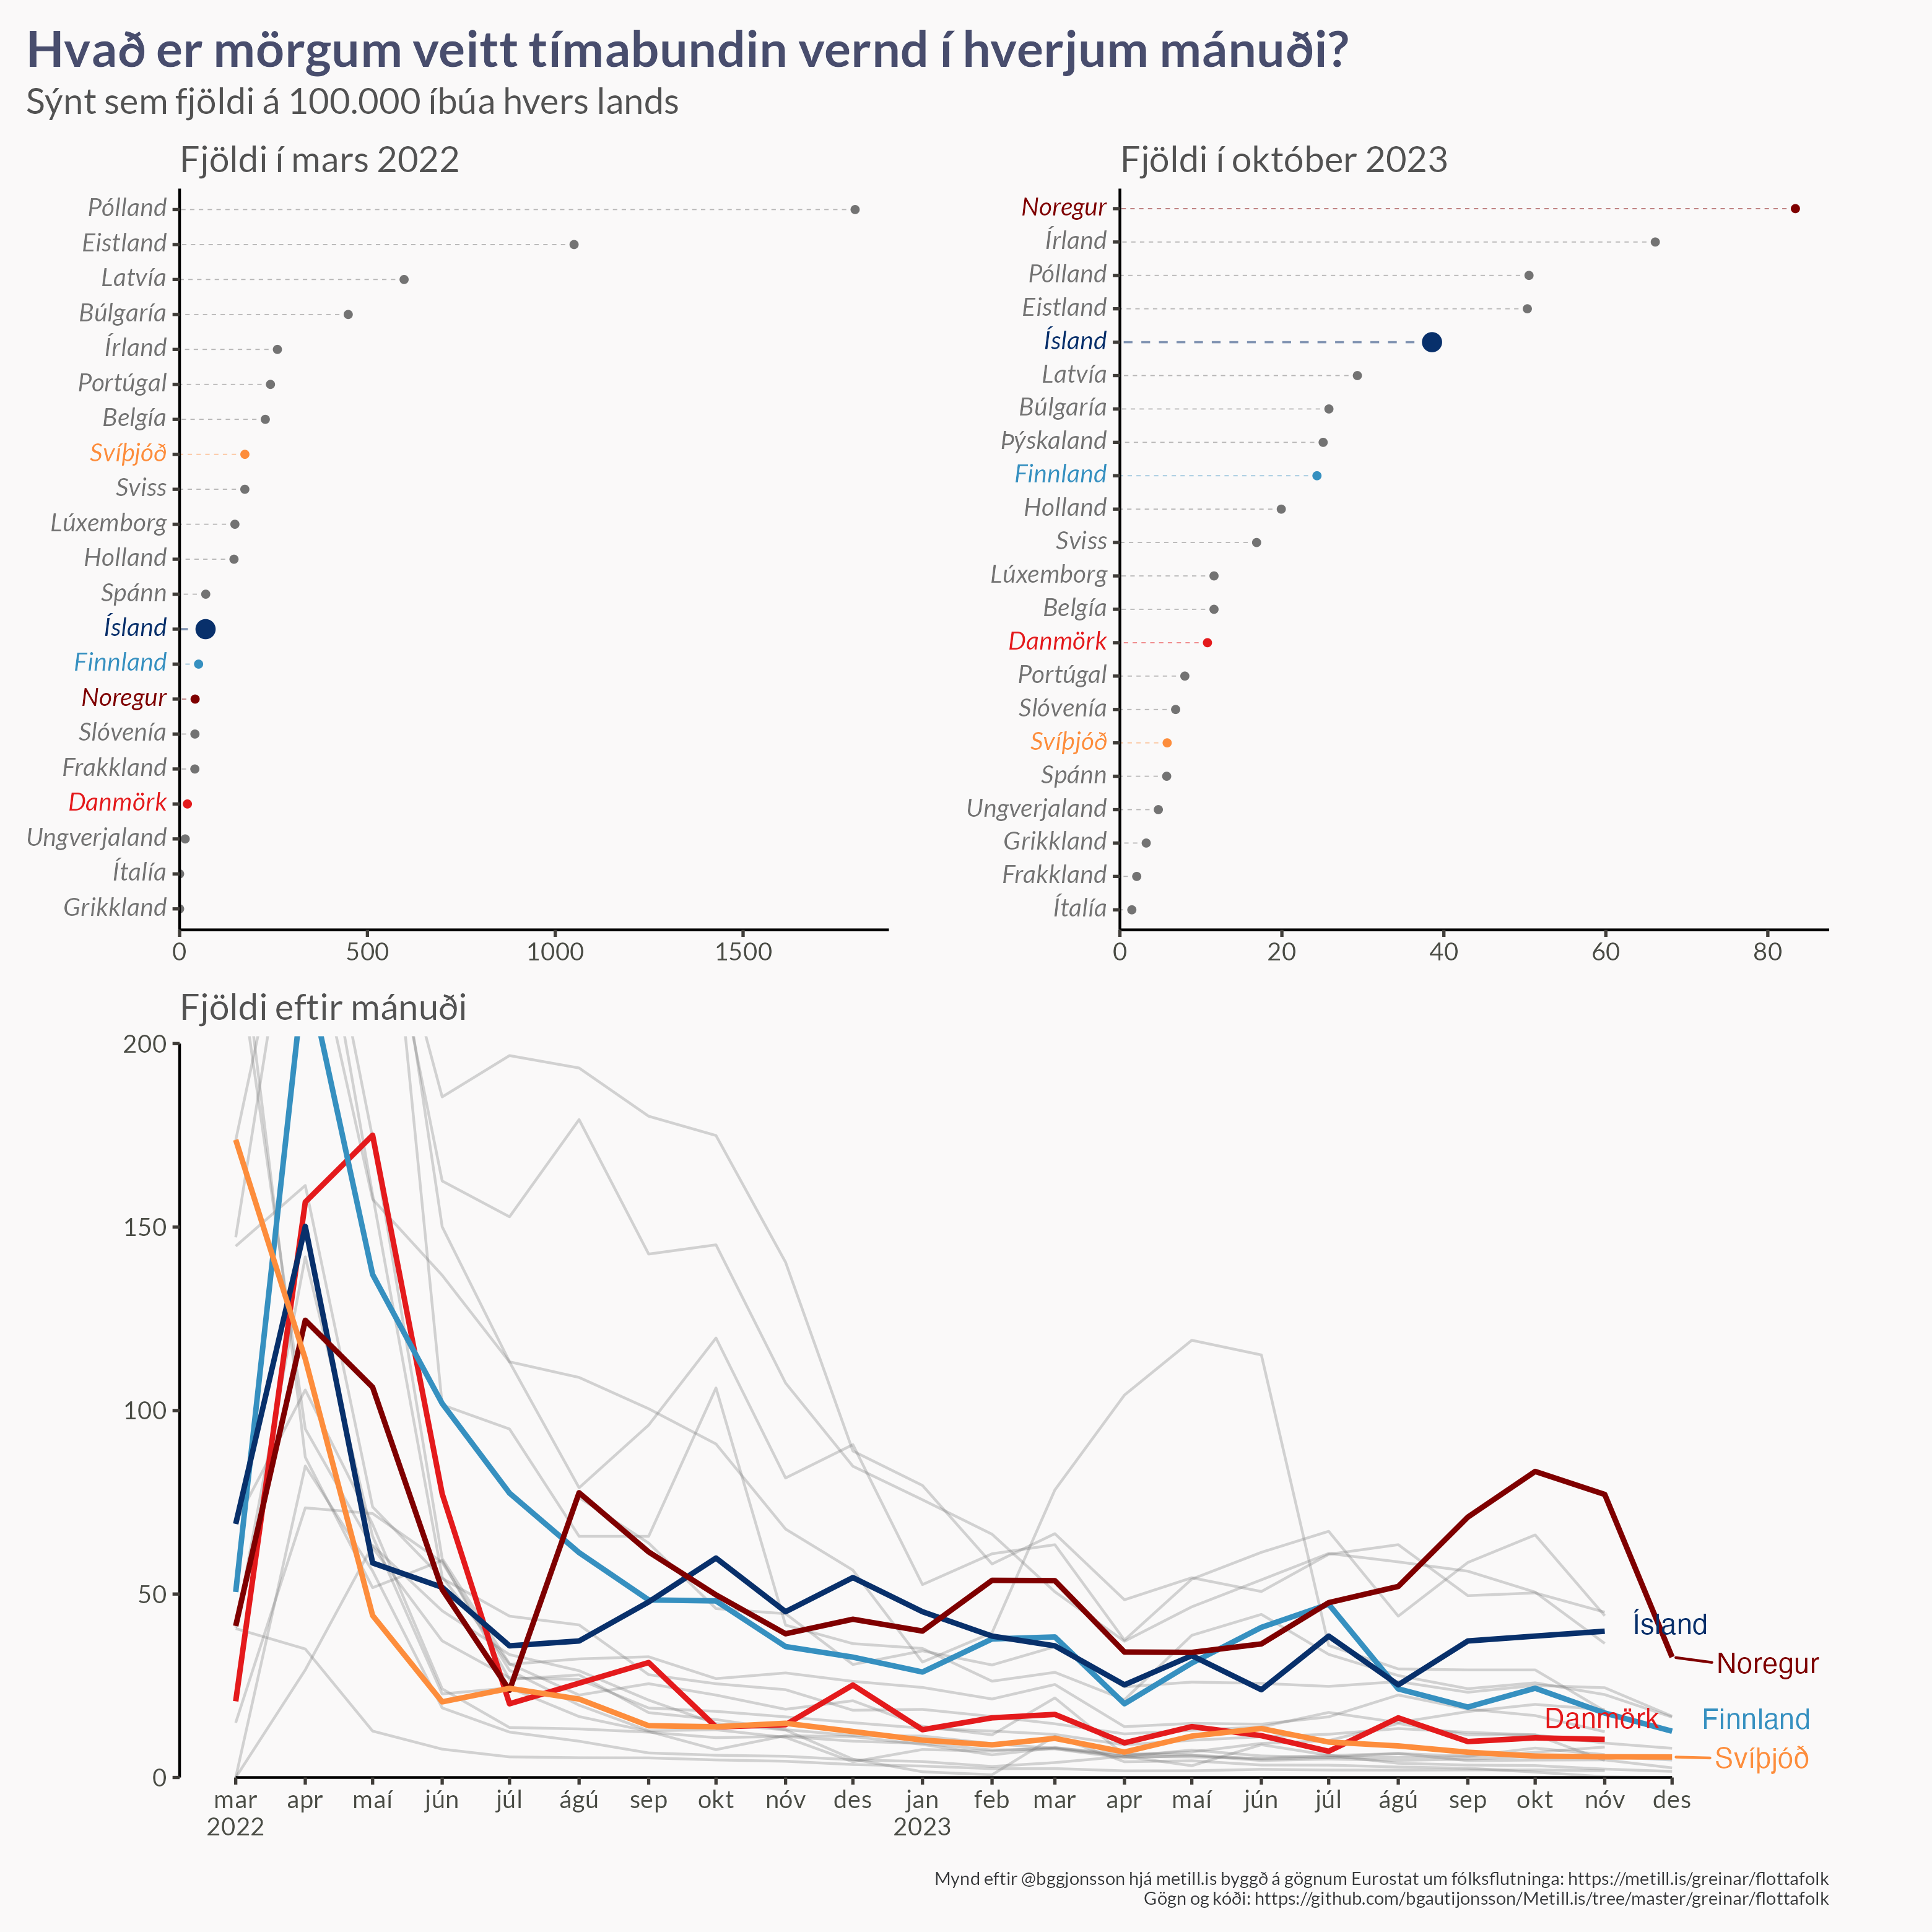 Hvað er mörgum veitt tímabundin vernd í hverjum mánuði?
Sýnt sem fjöldi á 100.000 íbúa hvers lands
Fjöldi í mars 2022
Pólland
Eistland
Latvía
Búlgaría
Írland
Portúgal
Belgía
Svíþjóð
Sviss
Lúxemborg
Holland
Spánn
Ísland
Finnland
Noregur
Slóvenía
Frakkland
Danmörk
Ungverjaland
Ítalía
Grikkland
0 500 1000 1500
Fjöldi í október 2023
Noregur
Írland
Pólland
Eistland
Ísland
Latvía
Búlgaría
Þýskaland
Finnland
Holland
Sviss
Lúxemborg
Belgía
Danmörk
Portúgal
Slóvenía
Svíþjóð
Spánn
Ungverjaland
Grikkland
Frakkland
Ítalía
0 20 40 60 80
Fjöldi eftir mánuði
200
150
100
50
0
Ísland
Noregur
Danmörk
Finnland
Svíþjóð
mar apr maí jún júl ágú sep okt nóv des jan feb mar apr maí jún júl ágú sep okt nóv des
2022 2023
Mynd eftir @bggjonsson hjá metill.is byggð á gögnum Eurostat um fólksflutninga: https://metill.is/greinar/flottafolk
Gögn og kóði: https://github.com/bgautijonsson/Metill.is/tree/master/greinar/flottafolk